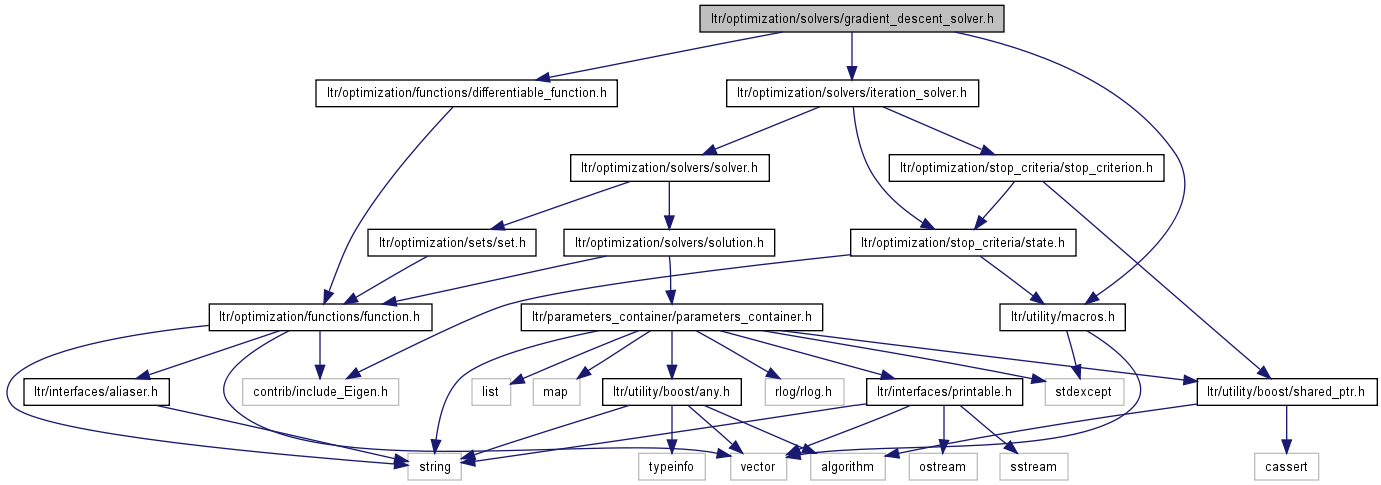 ltr/optimization/solvers/gradient_descent_solver.h
ltr/optimization/functions/differentiable_function.h
ltr/optimization/solvers/iteration_solver.h
ltr/optimization/solvers/solver.h
ltr/optimization/stop_criteria/stop_criterion.h
ltr/optimization/sets/set.h
ltr/optimization/solvers/solution.h
ltr/optimization/stop_criteria/state.h
ltr/optimization/functions/function.h
ltr/parameters_container/parameters_container.h
ltr/utility/macros.h
ltr/interfaces/aliaser.h
contrib/include_Eigen.h
list
map
ltr/utility/boost/any.h
rlog/rlog.h
ltr/interfaces/printable.h
stdexcept
ltr/utility/boost/shared_ptr.h
string
typeinfo
vector
algorithm
ostream
sstream
cassert